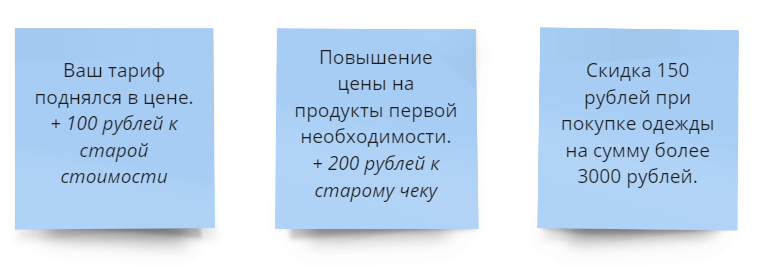 Ваш тариф
поднялся в цене.
+ 100 рублей к
старой
стоимости
Повышение
цены на
продукты первой
необходимости.
+ 200 рублей к
старому чеку
Скидка 150
рублей при
покупке одежды
на сумму более
3000 рублей.